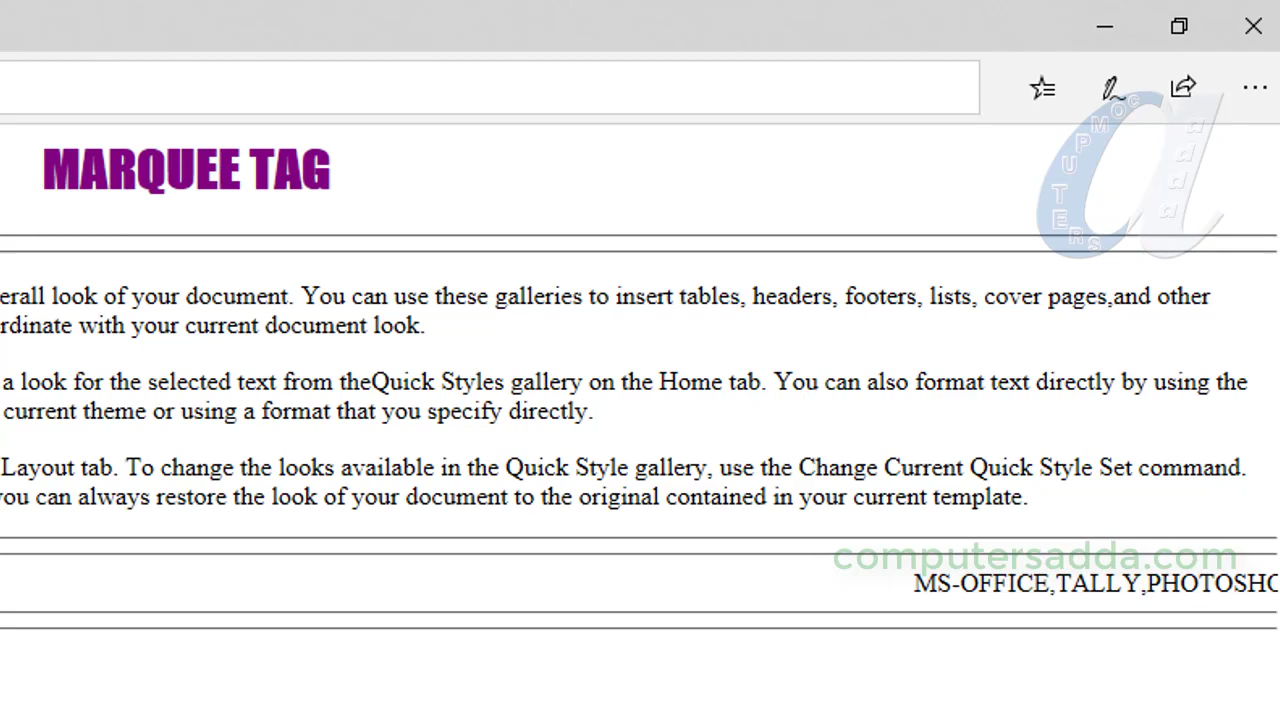 MARQUEE TAG
COMPUTERS
adda
erall look of your document. You can use these galleries to insert tables, headers, footers, lists, cover pages,and other
rdinate with your current document look.
a look for the selected text from theQuick Styles gallery on the Home tab. You can also format text directly by using the
current theme or using a format that you specify directly.
Layout tab. To change the looks available in the Quick Style gallery, use the Change Current Quick Style Set command.
you can always restore the look of your document to the original contained in your current template.
computersadda.com
MS-OFFICE,TALLY,PHOTOSHO